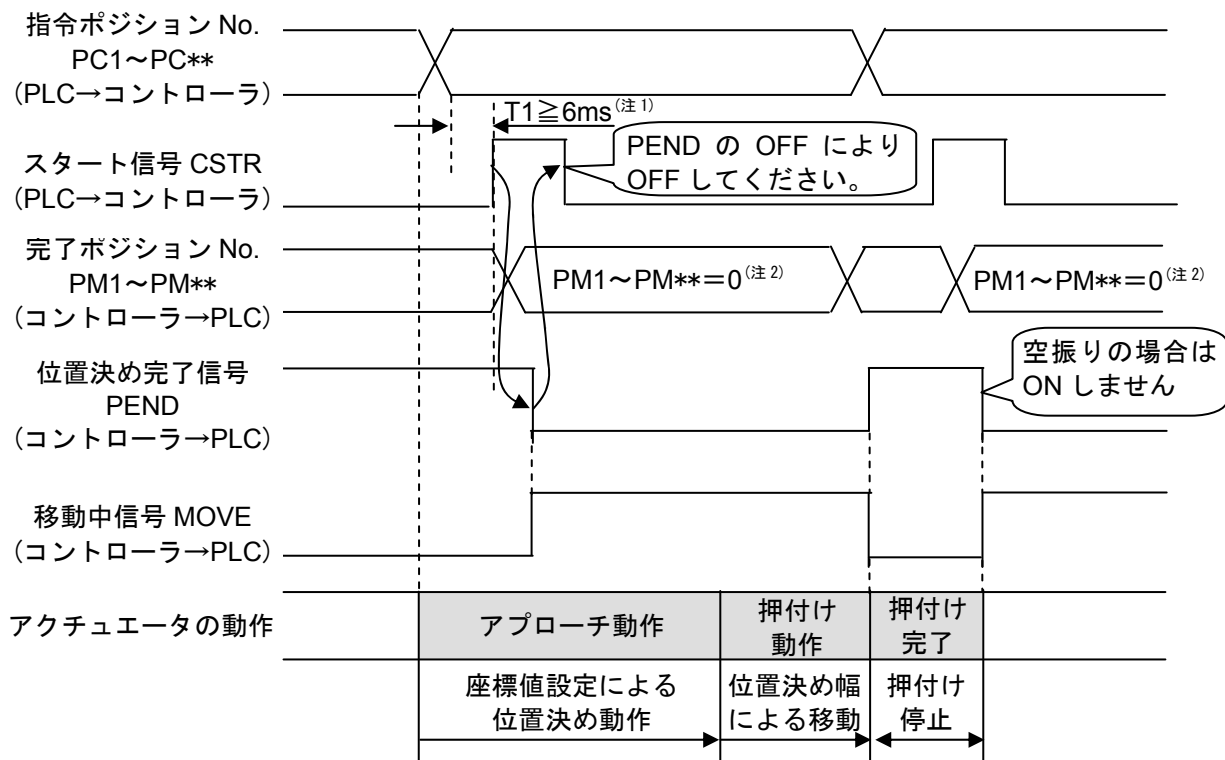 指令ポジション No.
PC1～PC**
(PLC→コントローラ)
T1≧6ms(注1)
PEND の OFF により
OFF してください。
スタート信号 CSTR
(PLC→コントローラ)
完了ポジション No.
PM1～PM**
(コントローラ→PLC)
PM1～PM**＝0(注2)
PM1～PM**＝0(注2)
空振りの場合は
ON しません
位置決め完了信号
PEND
(コントローラ→PLC)
移動中信号 MOVE
(コントローラ→PLC)
アクチュエータの動作
アプローチ動作
押付け
動作
押付け
完了
座標値設定による
位置決め動作
位置決め幅
による移動
押付け
停止